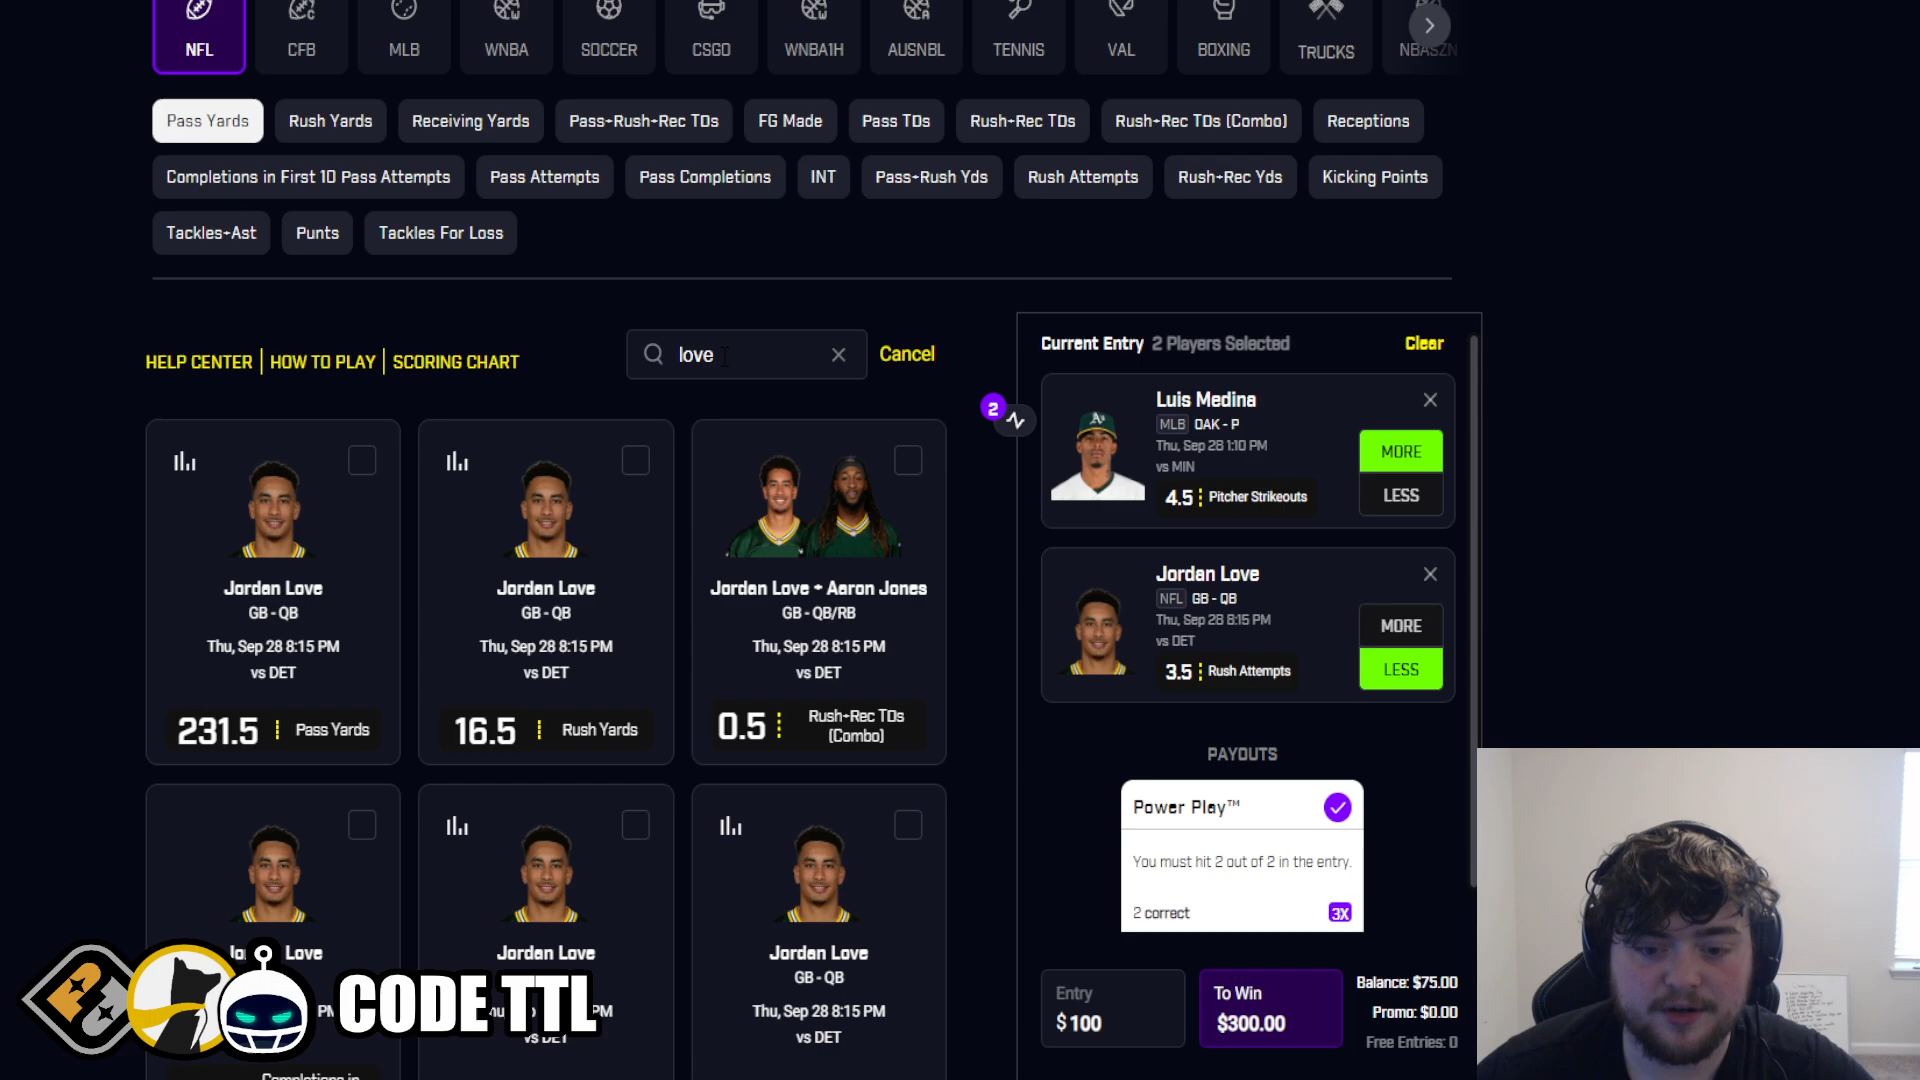 NFL
CFB
MLB
WNBA
SOCCER
CSGO
WNBA1H
AUSNBL
TENNIS
VAL
BOXING
TRUCKS
NBASZN
Pass Yards
Rush Yards
Receiving Yards
Pass+Rush+Rec TDs
FG Made
Pass TDs
Rush+Rec TDs
Rush+Rec TDs (Combo)
Receptions
Completions in First 10 Pass Attempts
Pass Attempts
Pass Completions
INT
Pass+Rush Yds
Rush Attempts
Rush+Rec Yds
Kicking Points
Tackles+Ast
Punts
Tackles For Loss
HELP CENTER
HOW TO PLAY
SCORING CHART
love
Cancel
Current Entry 2 Players Selected
Clear
2
Luis Medina
MLB OAK - P
Thu, Sep 28 1:10 PM
vs MIN
4.5 Pitcher Strikeouts
MORE
LESS
Jordan Love
NFL GB - QB
Thu, Sep 28 8:15 PM
vs DET
3.5 Rush Attempts
MORE
LESS
Jordan Love
GB - QB
Thu, Sep 28 8:15 PM
vs DET
231.5 Pass Yards
Jordan Love
GB - QB
Thu, Sep 28 8:15 PM
vs DET
16.5 Rush Yards
Jordan Love + Aaron Jones
GB - QB/RB
Thu, Sep 28 8:15 PM
vs DET
0.5 Rush+Rec TDs
(Combo)
Love
PM
Completions in
Jordan Love
PM
vs DET
Jordan Love
GB - QB
Thu, Sep 28 8:15 PM
vs DET
PAYOUTS
Power Play™
You must hit 2 out of 2 in the entry.
2 correct
3X
Entry
$ 100
To Win
$300.00
Balance: $75.00
Promo: $0.00
Free Entries: 0
CODE TTL